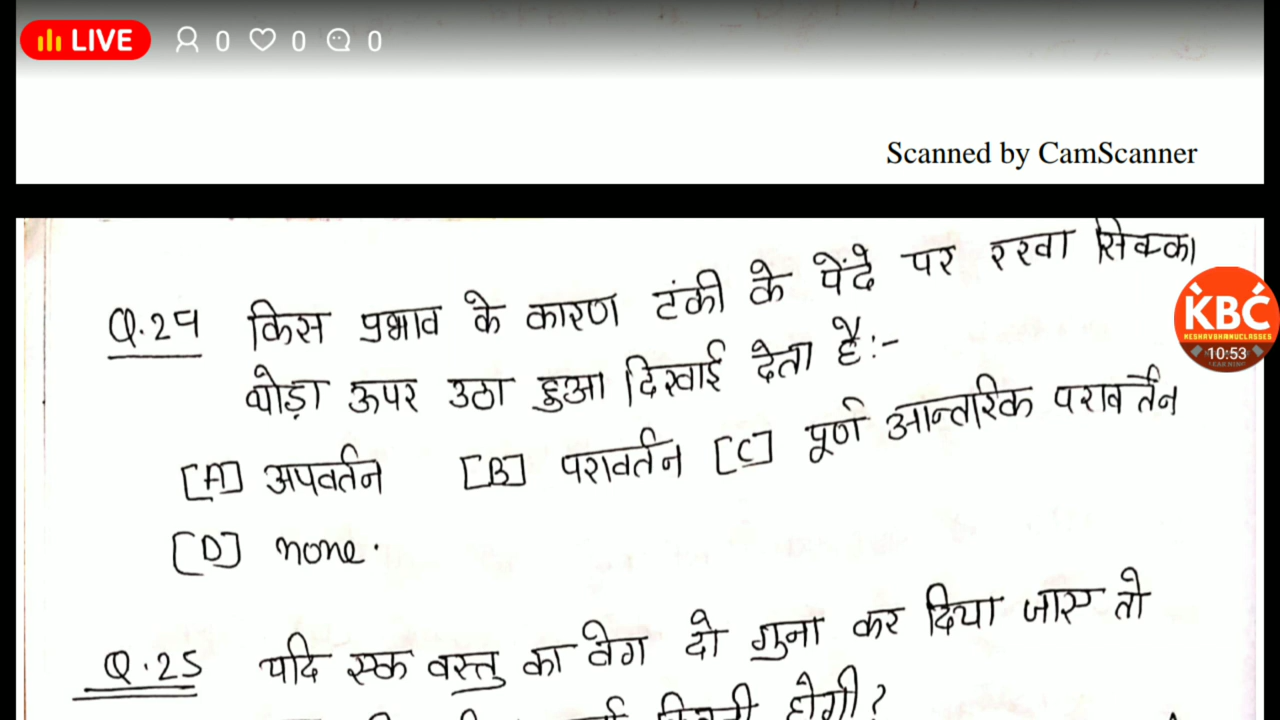 LIVE 0 0 0
Scanned by CamScanner
Q.24 किस प्रभाव के कारण टंकी के पेंदे पर रखा सिक्का
थोड़ा ऊपर उठा हुआ दिखाई देता है:-
[A] अपवर्तन [B] परावर्तन [C] पूर्ण आन्तरिक परावर्तन
[D] none.
KBC
KESHAVBHANUCLASSES
10:53
Q.25 यदि एक वस्तु का वेग दो गुना कर दिया जाए तो
होगी?